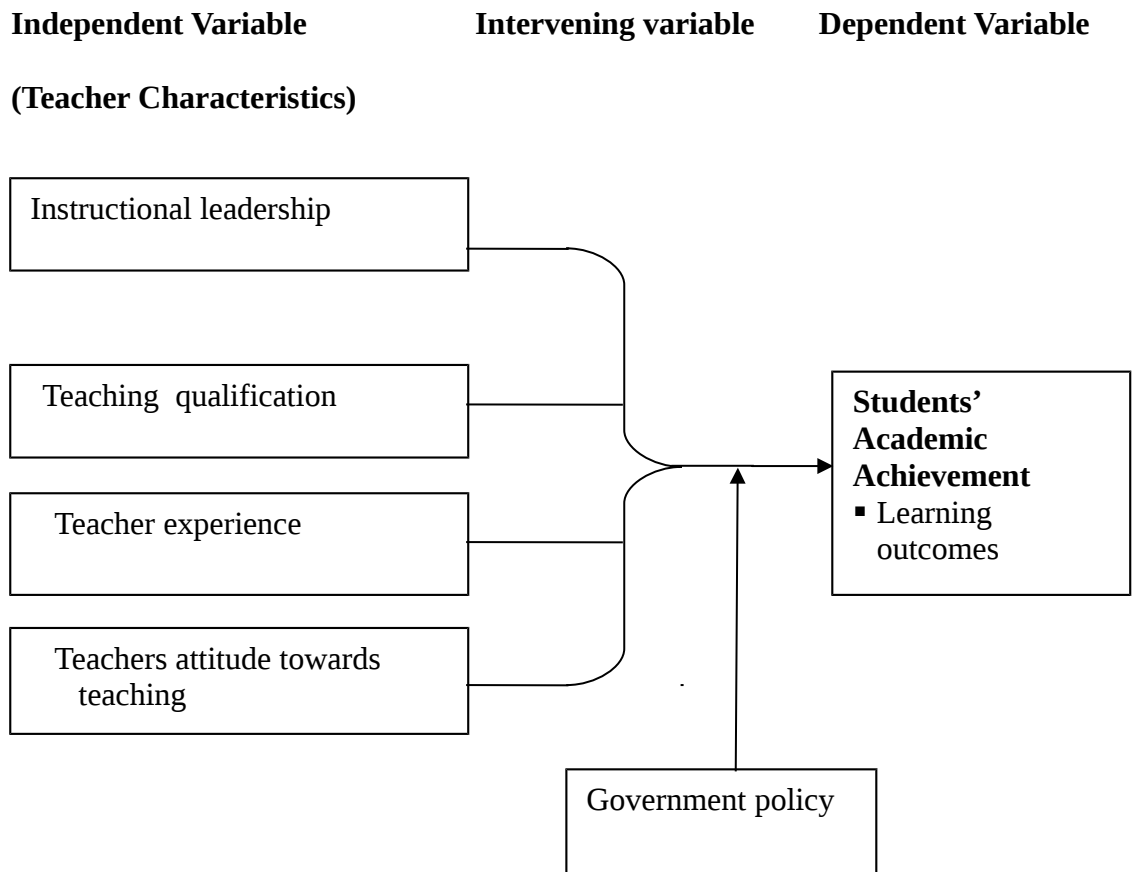 Independent Variable
Intervening variable
Dependent Variable
(Teacher Characteristics)
Instructional leadership
Teaching  qualification
Teacher experience
Teachers attitude towards
teaching
Students’
Academic
Achievement
▪ Learning
outcomes
Government policy